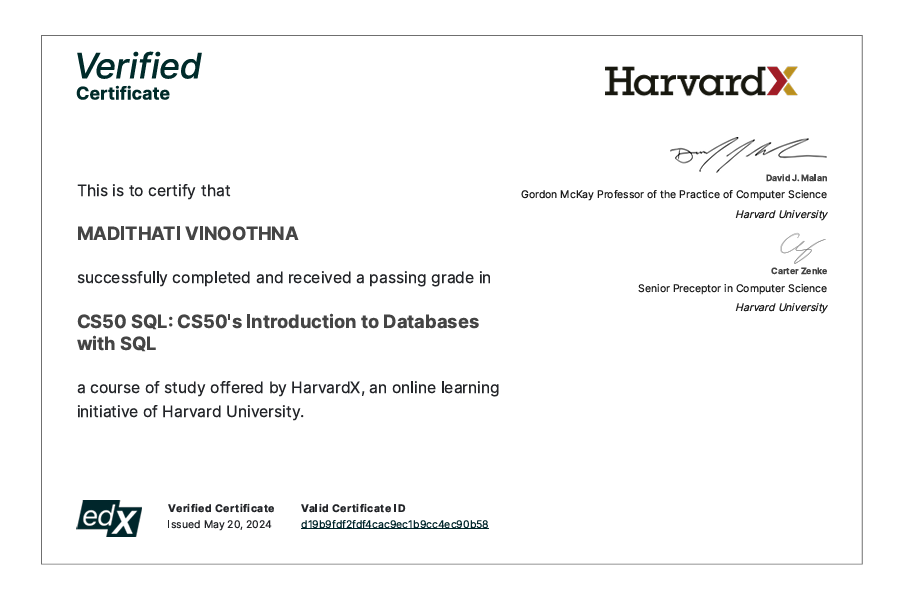 Verified
Certificate
HarvardX
David J. Malan
Gordon McKay Professor of the Practice of Computer Science
Harvard University
Carter Zenke
Senior Preceptor in Computer Science
Harvard University
This is to certify that
MADITHATI VINOOTHNA
successfully completed and received a passing grade in
CS50 SQL: CS50's Introduction to Databases
with SQL
a course of study offered by HarvardX, an online learning
initiative of Harvard University.
edX
Verified Certificate
Issued May 20, 2024
Valid Certificate ID
d19b9fdf2fdf4cac9ec1b9cc4ec90b58